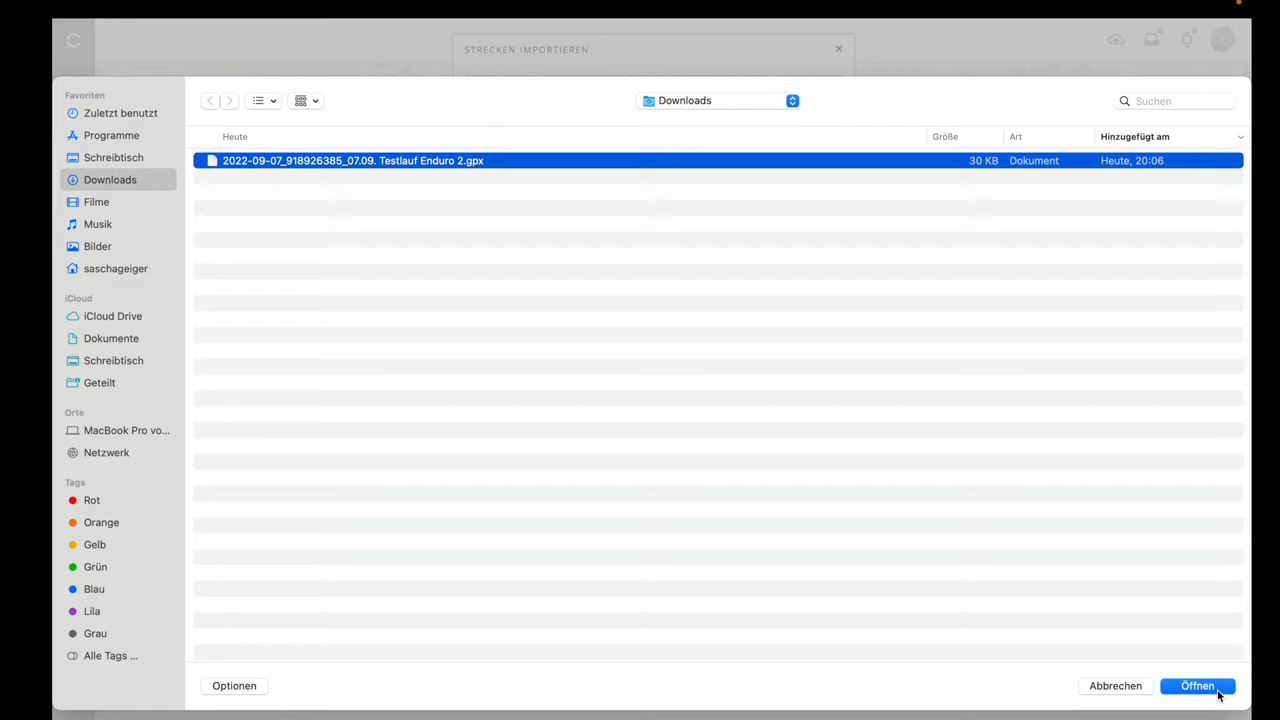 STRECKEN IMPORTIEREN
Favoriten
Zuletzt benutzt
Programme
Schreibtisch
Downloads
Filme
Musik
Bilder
saschageiger
iCloud
iCloud Drive
Dokumente
Schreibtisch
Geteilt
Orte
MacBook Pro vo...
Netzwerk
Tags
Rot
Orange
Gelb
Grün
Blau
Lila
Grau
Alle Tags ...
Downloads
Suchen
Heute Größe Art Hinzugefügt am
2022-09-07_918926385_07.09. Testlauf Enduro 2.gpx 30 KB Dokument Heute, 20:06
Optionen Abbrechen Öffnen